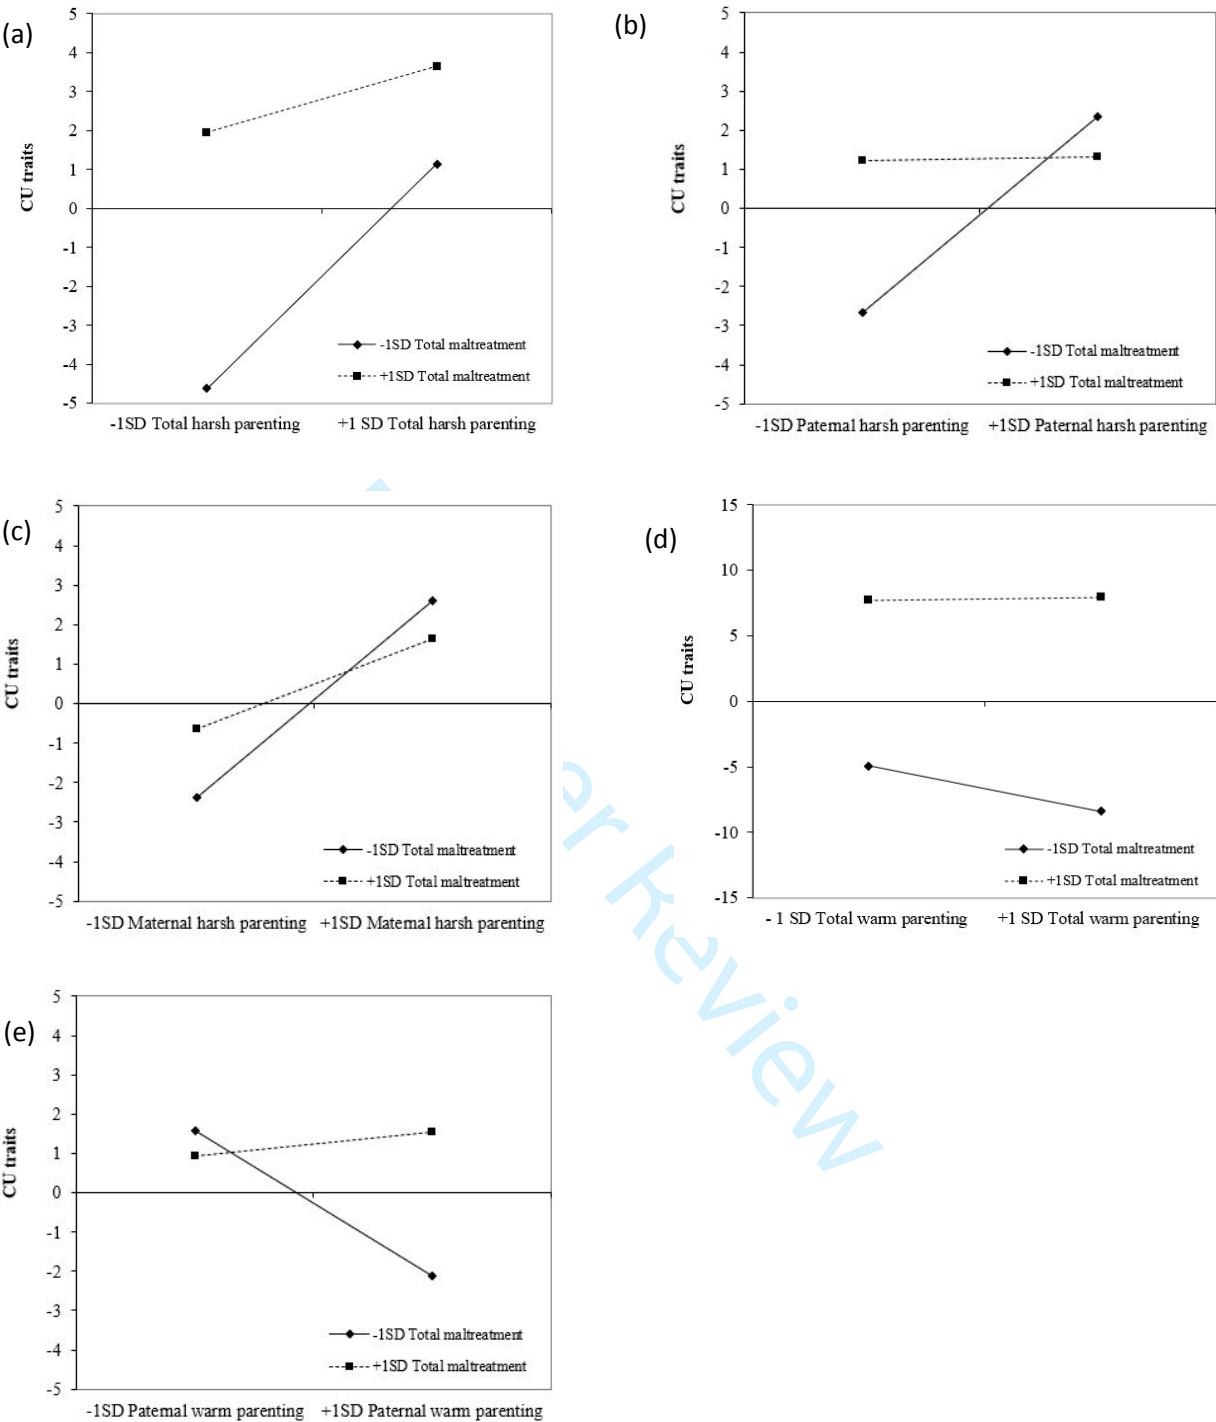 (a)
5
4
3
2
1
0
-1
-2
-3
-4
-5
CU traits
-1SD Total maltreatment
+1SD Total maltreatment
-1SD Total harsh parenting
+1 SD Total harsh parenting
(b)
5
4
3
2
1
0
-1
-2
-3
-4
-5
CU traits
-1SD Total maltreatment
+1SD Total maltreatment
-1SD Paternal harsh parenting
+1SD Paternal harsh parenting
(c)
5
4
3
2
1
0
-1
-2
-3
-4
-5
CU traits
-1SD Total maltreatment
+1SD Total maltreatment
-1SD Maternal harsh parenting
+1SD Maternal harsh parenting
(d)
15
10
5
0
-5
-10
-15
CU traits
-1SD Total maltreatment
+1SD Total maltreatment
- 1 SD Total warm parenting
+1 SD Total warm parenting
(e)
5
4
3
2
1
0
-1
-2
-3
-4
-5
CU traits
-1SD Total maltreatment
+1SD Total maltreatment
-1SD Paternal warm parenting
+1SD Paternal warm parenting
er Review